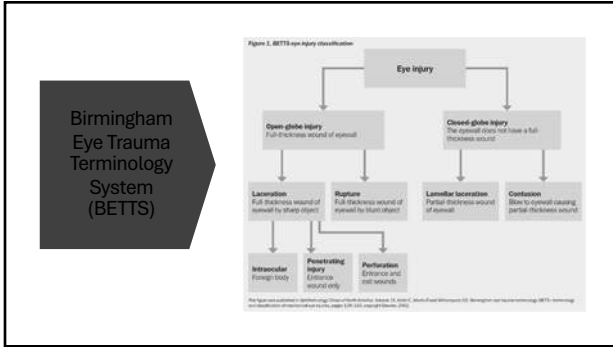 Birmingham
Eye Trauma
Terminology
System
(BETTS)
Figure 1. BETTS eye injury classification
Eye injury
Open-globe injury
Full-thickness wound of eyewall
Closed-globe injury
The eyewall does not have a full-
thickness wound
Laceration
Full-thickness wound of
eyewall by sharp object
Rupture
Full-thickness wound of
eyewall by blunt object
Lamellar laceration
Partial-thickness wound
of eyewall
Contusion
Blow to eyewall causing
partial-thickness wound
Intraocular
Foreign body
Penetrating
injury
Entrance
wound only
Perforation
Entrance and
exit wounds